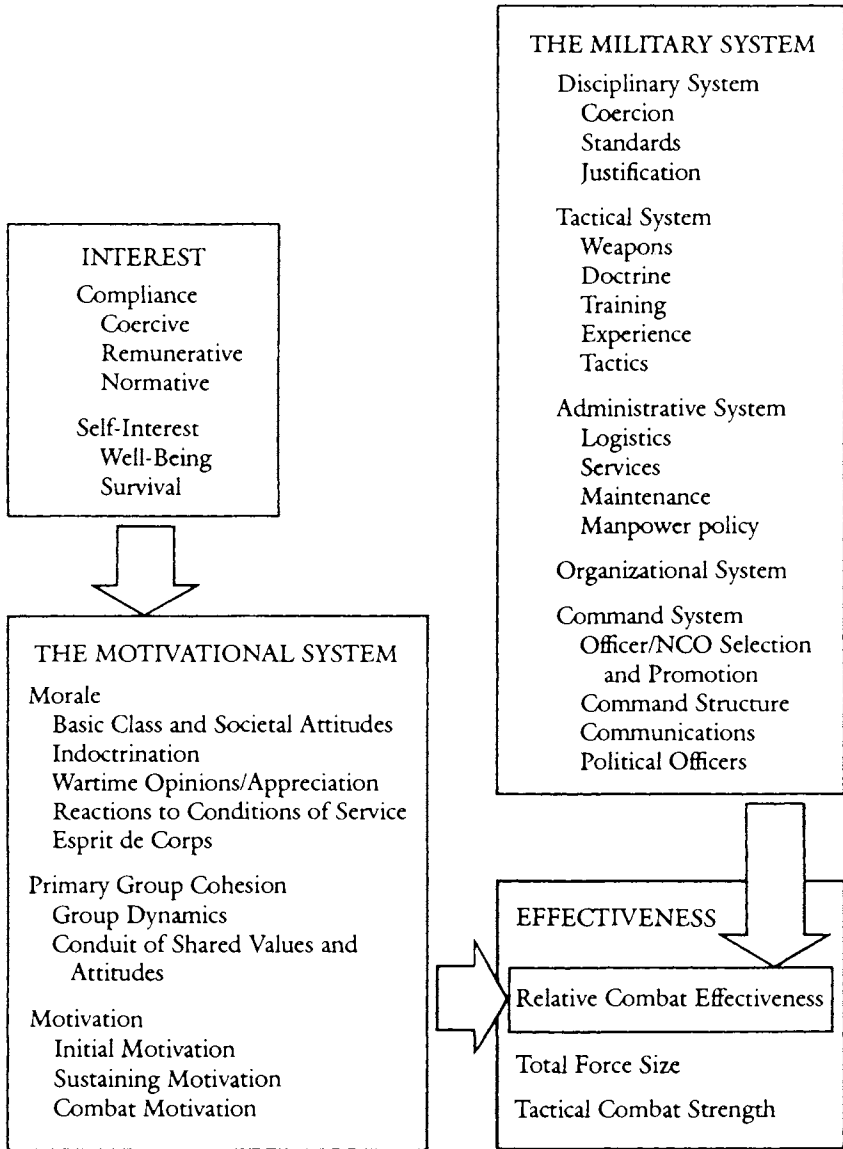 THE MILITARY SYSTEM
Disciplinary System
Coercion
Standards
Justification
Tactical System
Weapons
Doctrine
Training
Experience
Tactics
Administrative System
Logistics
Services
Maintenance
Manpower policy
Organizational System
Command System
Officer/NCO Selection
and Promotion
Command Structure
Communications
Political Officers
INTEREST
Compliance
Coercive
Remunerative
Normative
Self-Interest
Well-Being
Survival
THE MOTIVATIONAL SYSTEM
Morale
Basic Class and Societal Attitudes
Indoctrination
Wartime Opinions/Appreciation
Reactions to Conditions of Service
Esprit de Corps
Primary Group Cohesion
Group Dynamics
Conduit of Shared Values and
Attitudes
Motivation
Initial Motivation
Sustaining Motivation
Combat Motivation
EFFECTIVENESS
Relative Combat Effectiveness
Total Force Size
Tactical Combat Strength